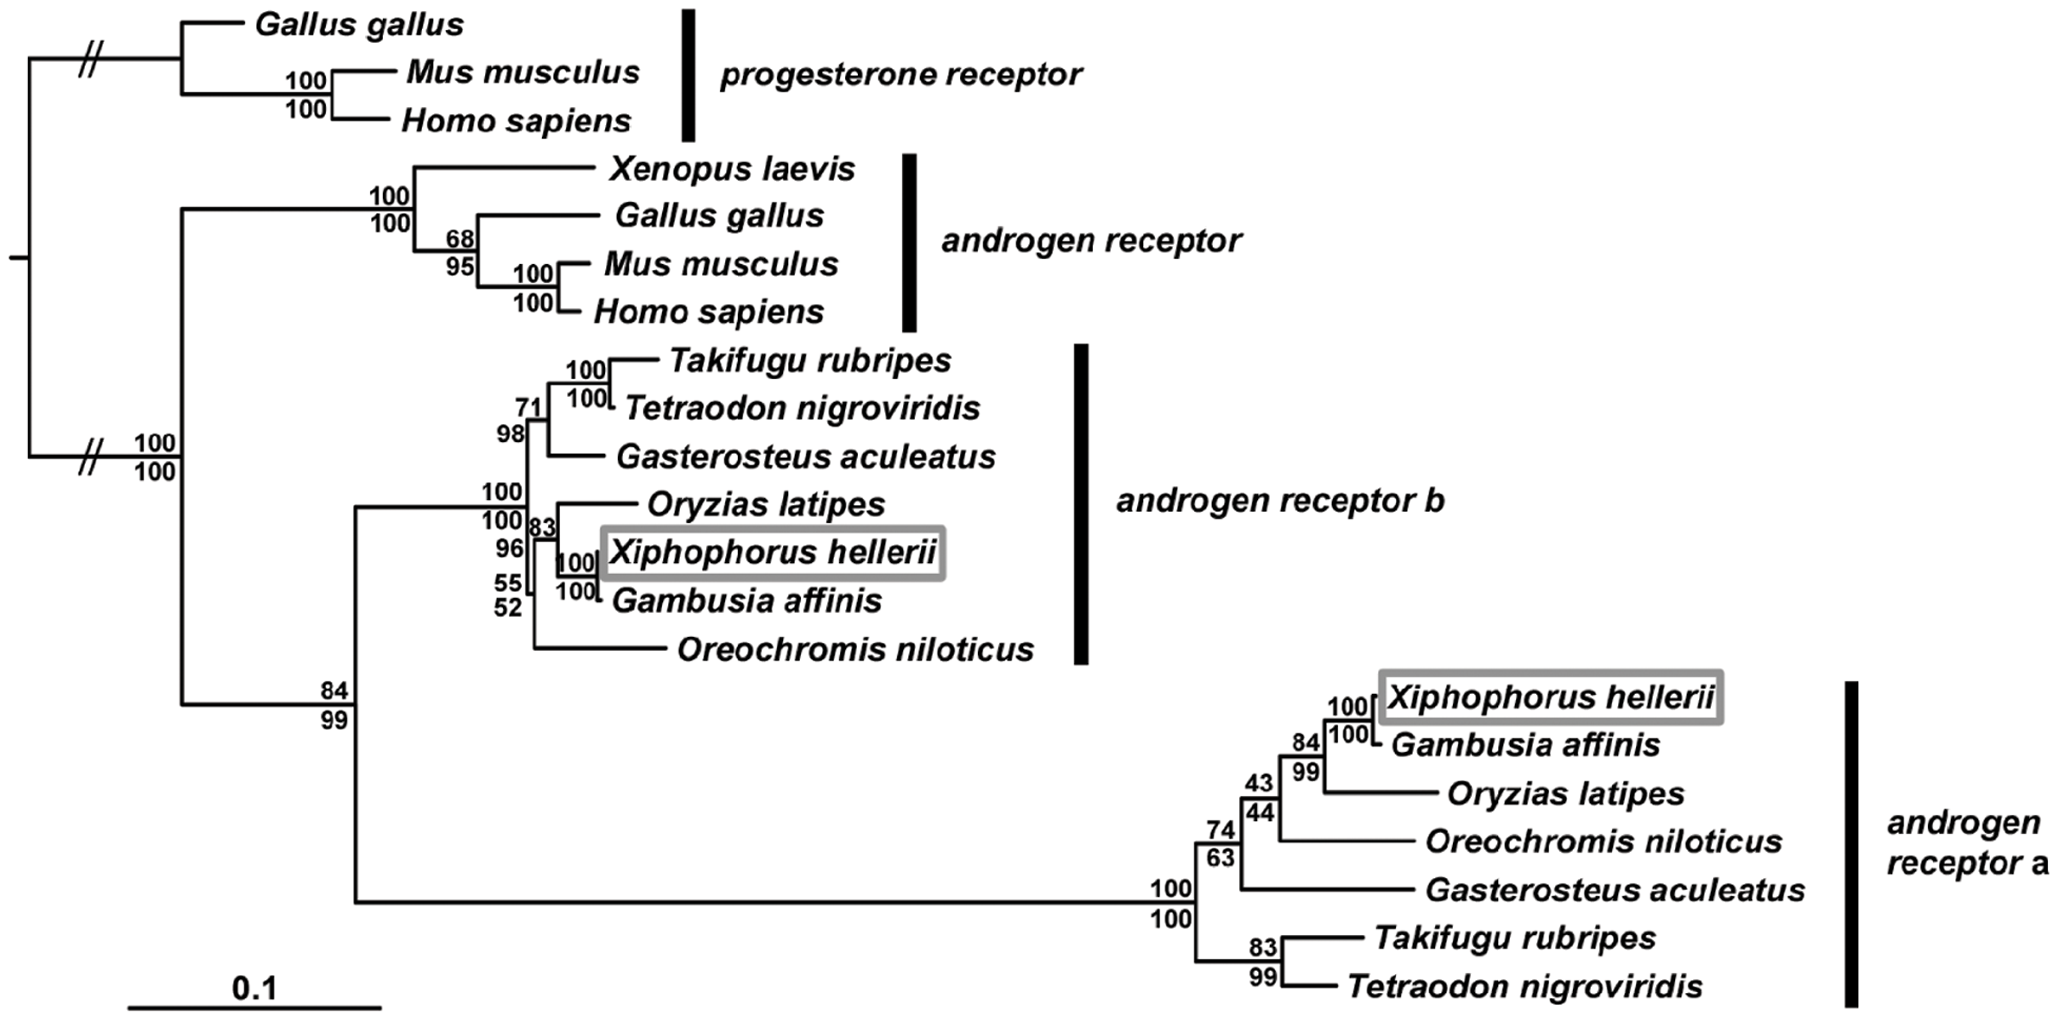 Gallus gallus
100
Mus musculus
100
Homo sapiens
progesterone receptor
Xenopus laevis
100
100
Gallus gallus
68
95
Mus musculus
100
100
Homo sapiens
androgen receptor
100
100
Takifugu rubripes
100
100
Tetraodon nigroviridis
71
98
Gasterosteus aculeatus
100
100
Oryzias latipes
83
96
Xiphophorus hellerii
100
100
Gambusia affinis
55
52
Oreochromis niloticus
androgen receptor b
84
99
Xiphophorus hellerii
100
100
Gambusia affinis
84
99
Oryzias latipes
43
44
Oreochromis niloticus
74
63
Gasterosteus aculeatus
100
100
Takifugu rubripes
83
99
Tetraodon nigroviridis
androgen
receptor a
0.1